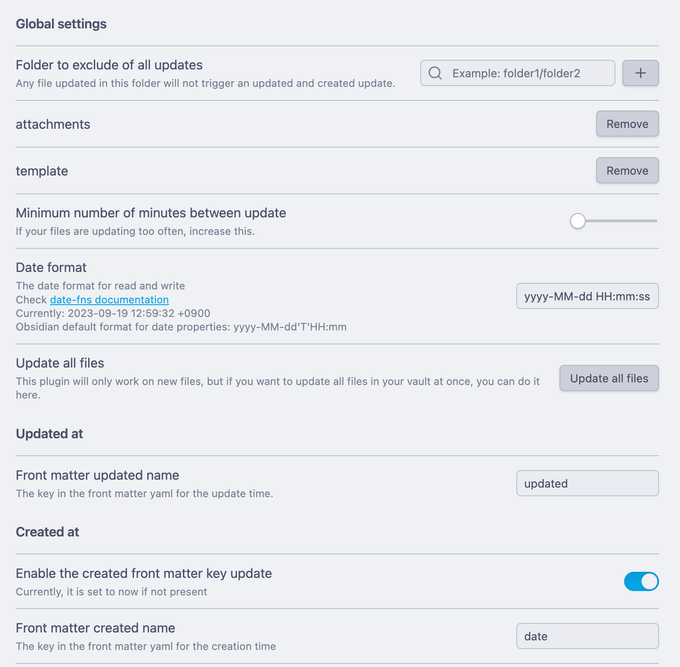 Global settings
Folder to exclude of all updates
Any file updated in this folder will not trigger an updated and created update.
Example: folder1/folder2
+
attachments
Remove
template
Remove
Minimum number of minutes between update
If your files are updating too often, increase this.
Date format
The date format for read and write
Check date-fns documentation
Currently: 2023-09-19 12:59:32 +0900
Obsidian default format for date properties: yyyy-MM-dd'T'HH:mm
yyyy-MM-dd HH:mm:ss
Update all files
This plugin will only work on new files, but if you want to update all files in your vault at once, you can do it
here.
Update all files
Updated at
Front matter updated name
The key in the front matter yaml for the update time.
updated
Created at
Enable the created front matter key update
Currently, it is set to now if not present
Front matter created name
The key in the front matter yaml for the creation time
date